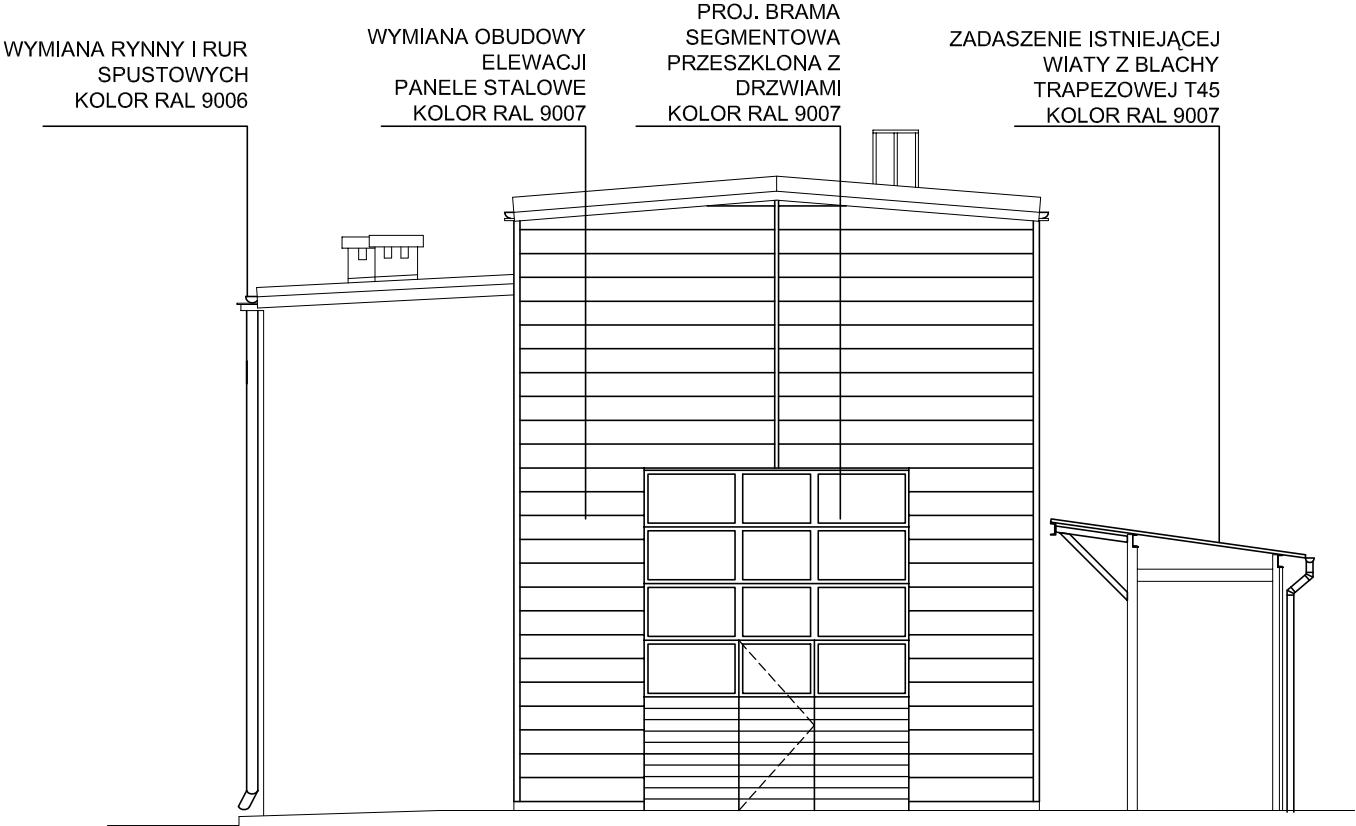 WYMIANA RYNNY I RUR
SPUSTOWYCH
KOLOR RAL 9006
WYMIANA OBUDOWY
ELEWACJI
PANELE STALOWE
KOLOR RAL 9007
PROJ. BRAMA
SEGMENTOWA
PRZESZKLONA Z
DRZWIAMI
KOLOR RAL 9007
ZADASZENIE ISTNIEJĄCEJ
WIATY Z BLACHY
TRAPEZOWEJ T45
KOLOR RAL 9007